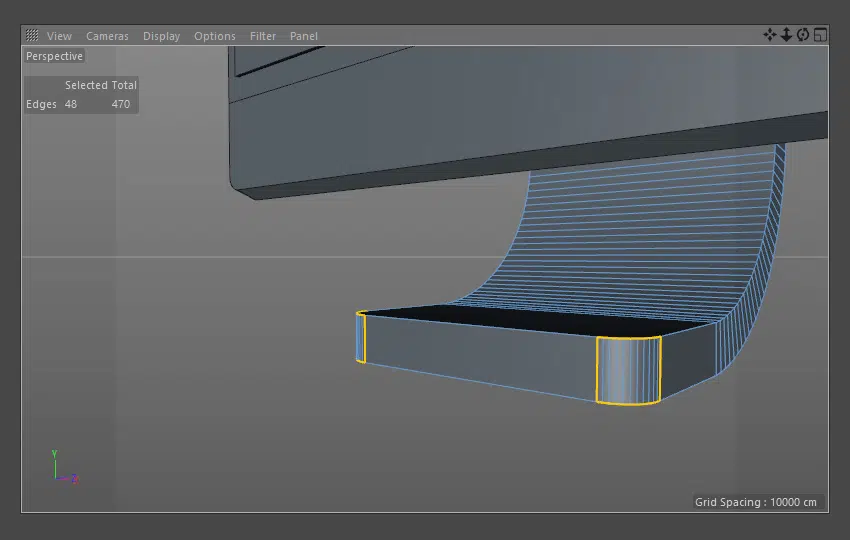 View Cameras Display Options Filter Panel
Perspective
Selected Total
Edges 48 470
Y
Z
Grid Spacing : 10000 cm